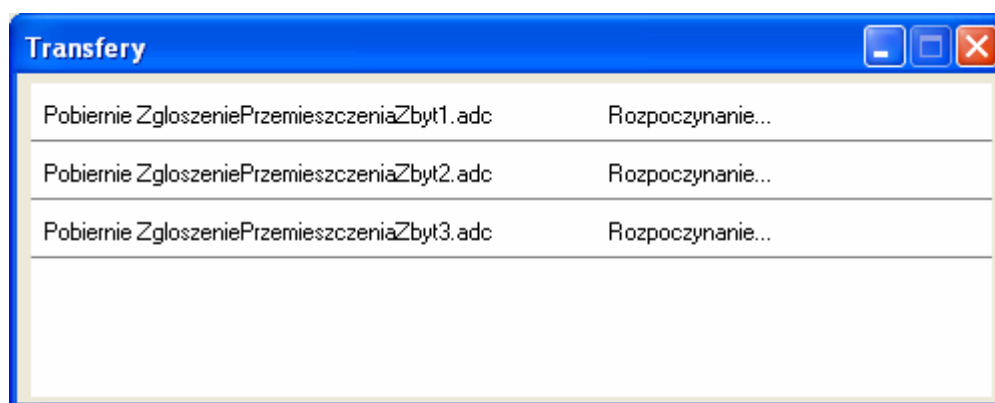 Transfery
Pobiernie ZgloszeniePrzemieszczeniaZbyt1.adc Rozpoczynanie...
Pobiernie ZgloszeniePrzemieszczeniaZbyt2.adc Rozpoczynanie...
Pobiernie ZgloszeniePrzemieszczeniaZbyt3.adc Rozpoczynanie...